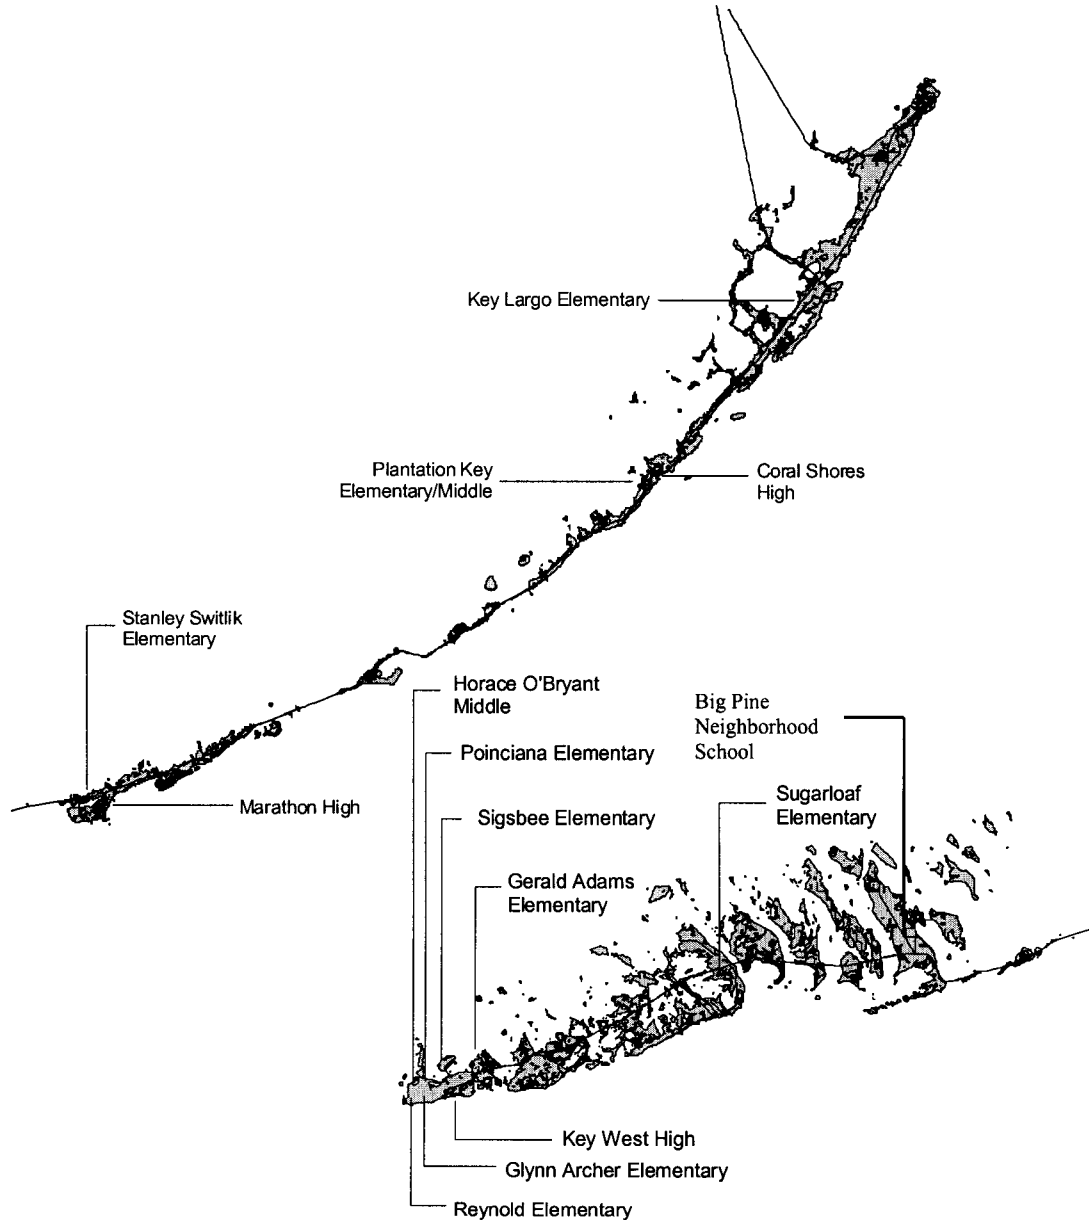 Key Largo Elementary
Plantation Key
Elementary/Middle
Coral Shores
High
Stanley Switlik
Elementary
Horace O'Bryant
Middle
Big Pine
Neighborhood
School
Poinciana Elementary
Marathon High
Sigsbee Elementary
Sugarloaf
Elementary
Gerald Adams
Elementary
Key West High
Glynn Archer Elementary
Reynold Elementary